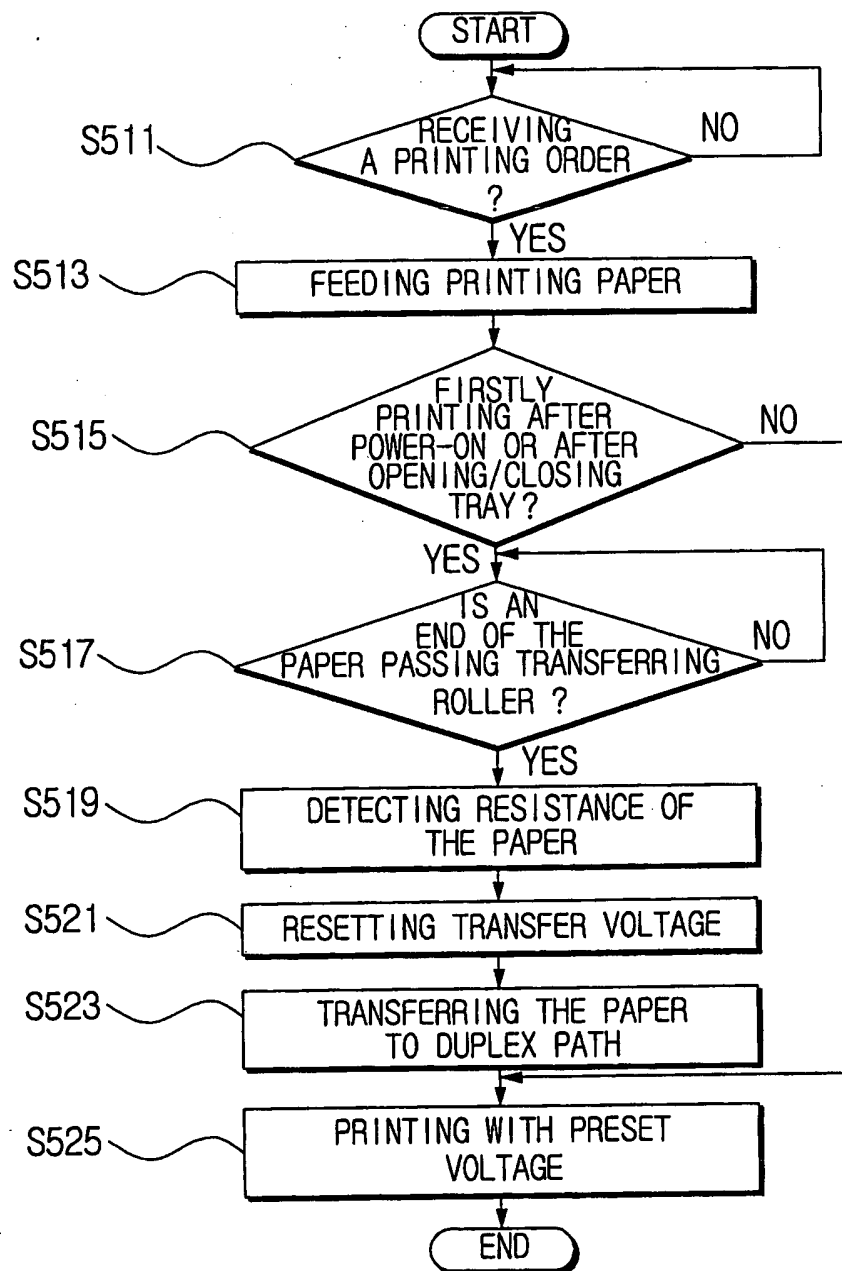 START
S511
RECEIVING
A PRINTING ORDER
?
NO
YES
S513
FEEDING PRINTING PAPER
S515
FIRSTLY
PRINTING AFTER
POWER-ON OR AFTER
OPENING/CLOSING
TRAY?
NO
YES
S517
IS AN
END OF THE
PAPER PASSING TRANSFERRING
ROLLER ?
NO
YES
S519
DETECTING RESISTANCE OF
THE PAPER
S521
RESETTING TRANSFER VOLTAGE
S523
TRANSFERRING THE PAPER
TO DUPLEX PATH
S525
PRINTING WITH PRESET
VOLTAGE
END